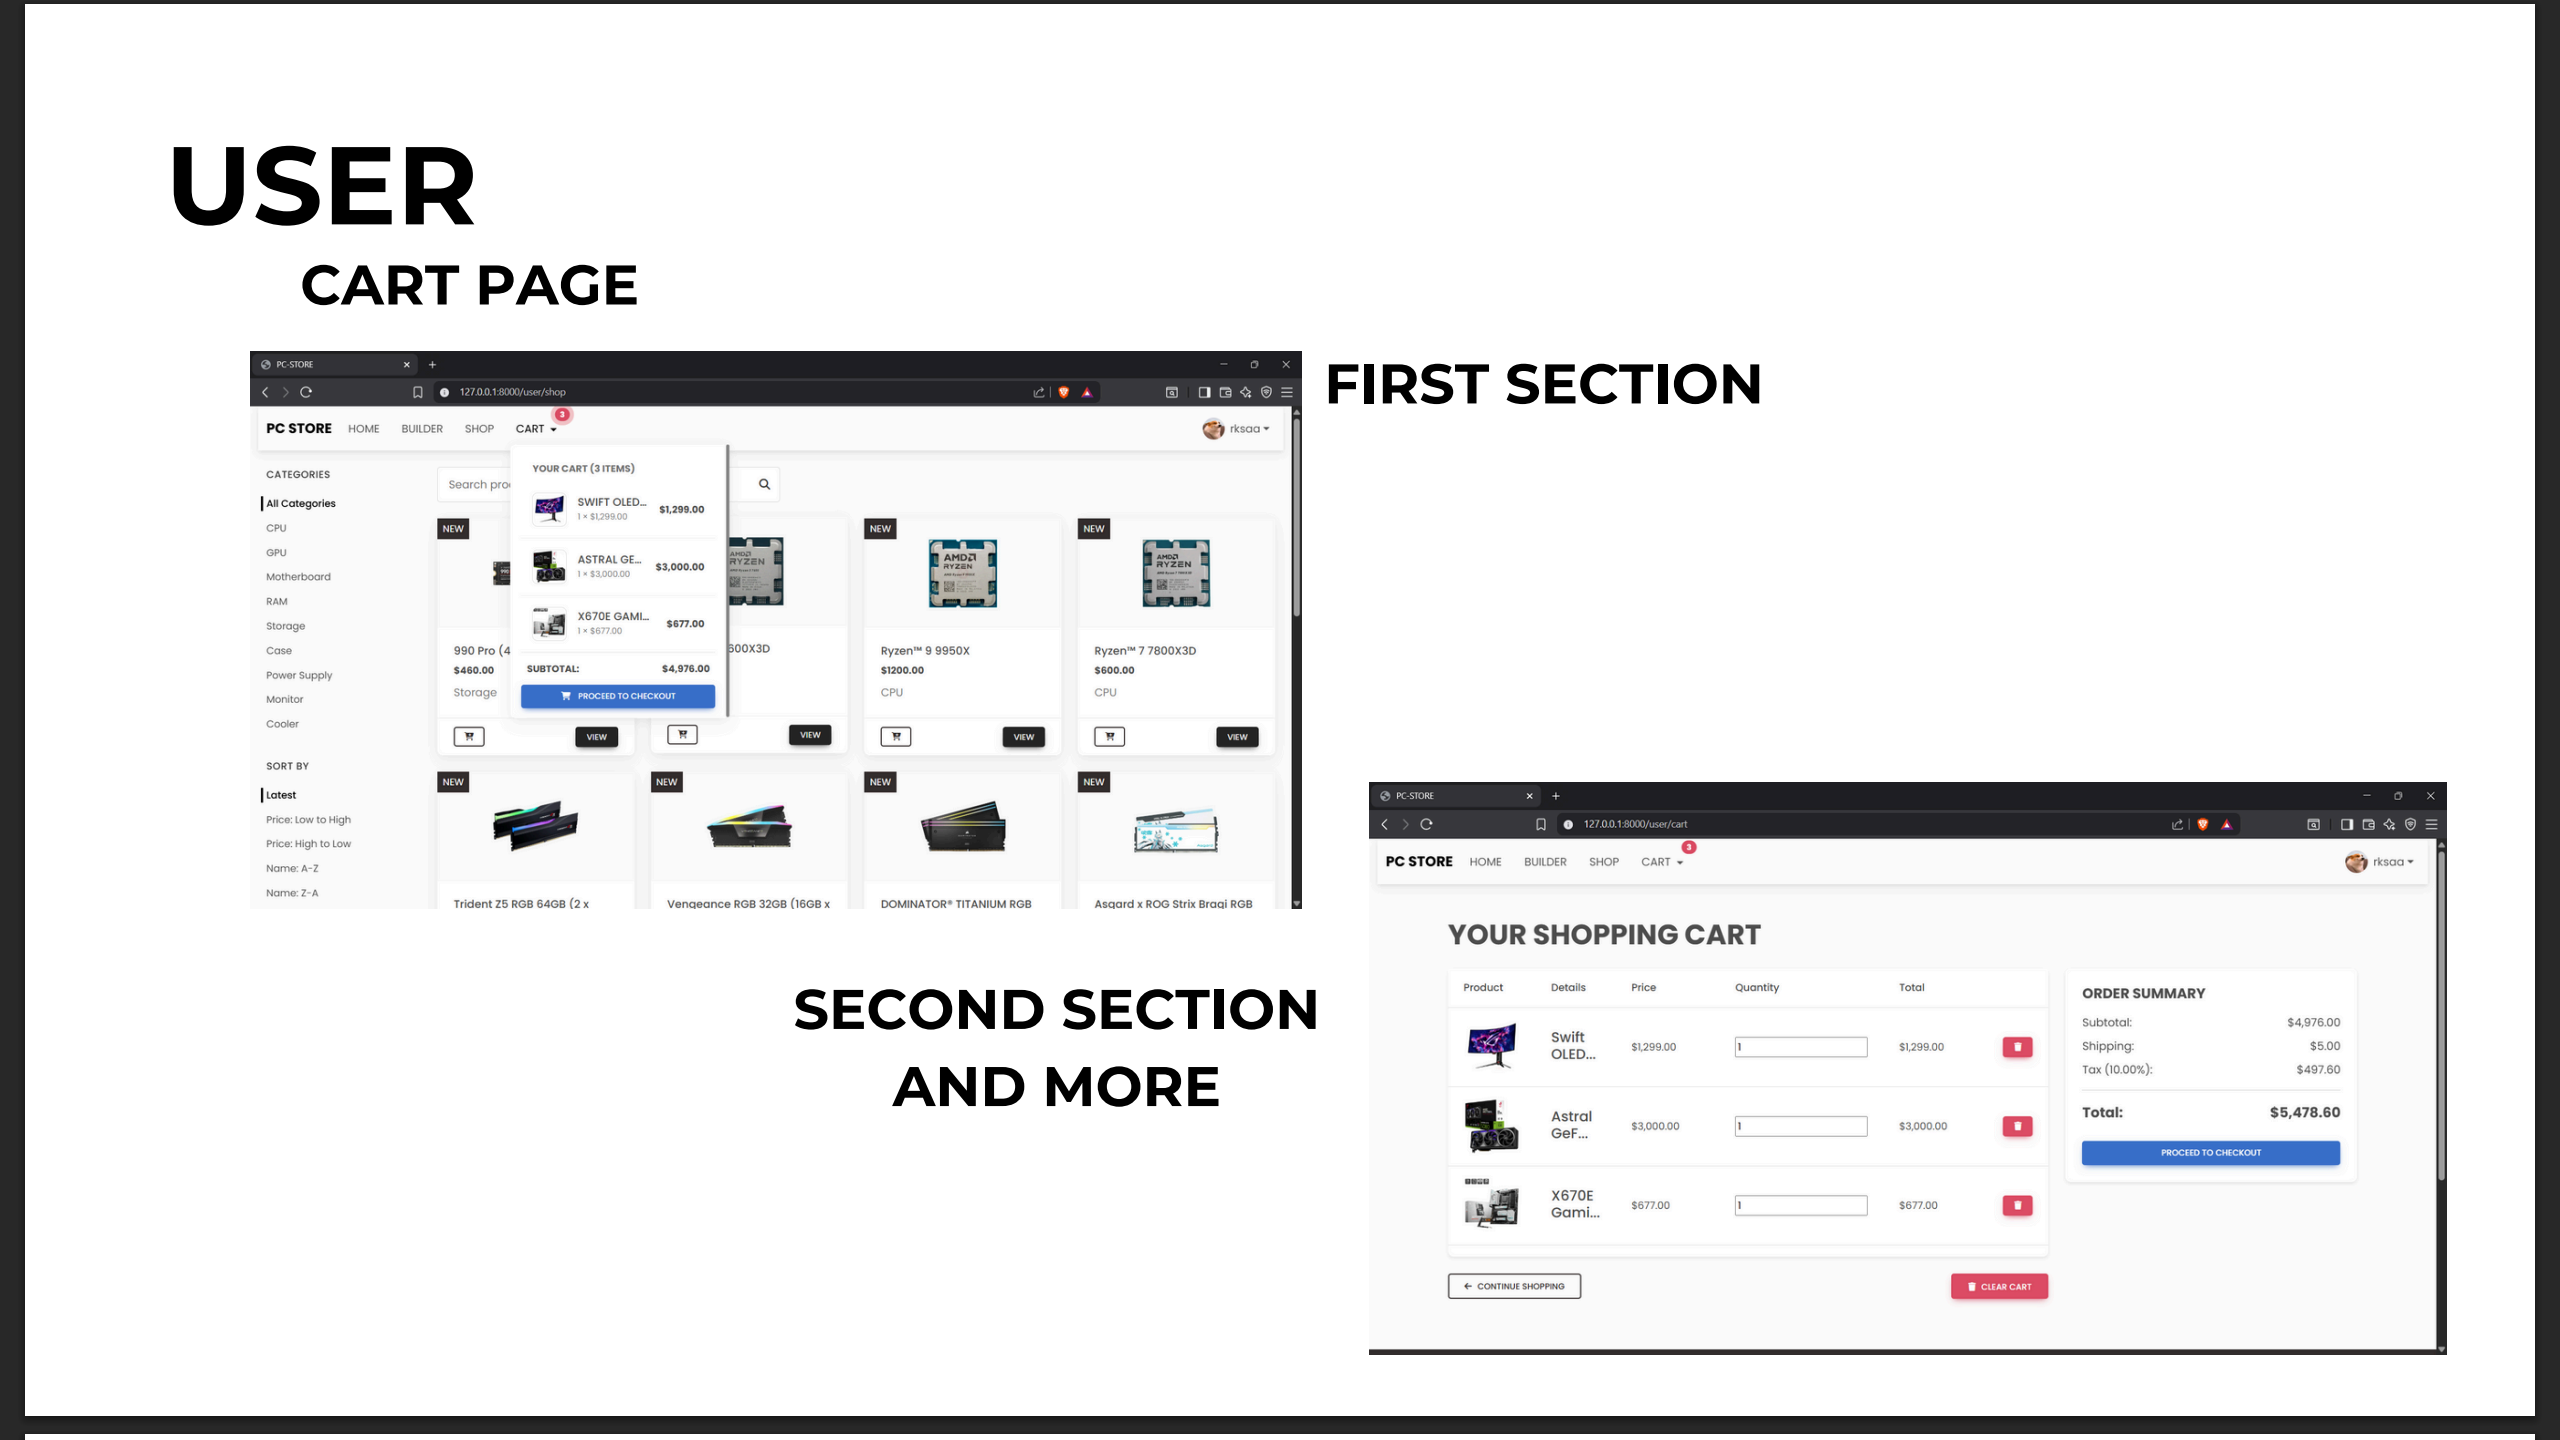 USER
CART PAGE
FIRST SECTION
PC-STORE
127.0.0.1:8000/user/shop
PC STORE HOME BUILDER SHOP CART 3 rksaa
CATEGORIES
All Categories
CPU
GPU
Motherboard
RAM
Storage
Case
Power Supply
Monitor
Cooler
SORT BY
Latest
Price: Low to High
Price: High to Low
Name: A-Z
Name: Z-A
Search pro
YOUR CART (3 ITEMS)
SWIFT OLED... $1,299.00
1 × $1,299.00
ASTRAL GE... $3,000.00
1 × $3,000.00
X670E GAMI... $677.00
1 × $677.00
SUBTOTAL: $4,976.00
PROCEED TO CHECKOUT
NEW
990 Pro (4
$460.00
Storage
VIEW
AMD
RYZEN
600X3D
VIEW
NEW
AMD
RYZEN
Ryzen™ 9 9950X
$1200.00
CPU
VIEW
NEW
AMD
RYZEN
Ryzen™ 7 7800X3D
$600.00
CPU
VIEW
NEW
Trident Z5 RGB 64GB (2 x
NEW
Vengeance RGB 32GB (16GB x
NEW
DOMINATOR® TITANIUM RGB
NEW
Asgard x ROG Strix Bragi RGB
SECOND SECTION
AND MORE
PC-STORE
127.0.0.1:8000/user/cart
PC STORE HOME BUILDER SHOP CART 3 rksaa
YOUR SHOPPING CART
Product Details Price Quantity Total
Swift
OLED... $1,299.00 1 $1,299.00
Astral
GeF... $3,000.00 1 $3,000.00
X670E
Gami... $677.00 1 $677.00
CONTINUE SHOPPING
CLEAR CART
ORDER SUMMARY
Subtotal: $4,976.00
Shipping: $5.00
Tax (10.00%): $497.60
Total: $5,478.60
PROCEED TO CHECKOUT